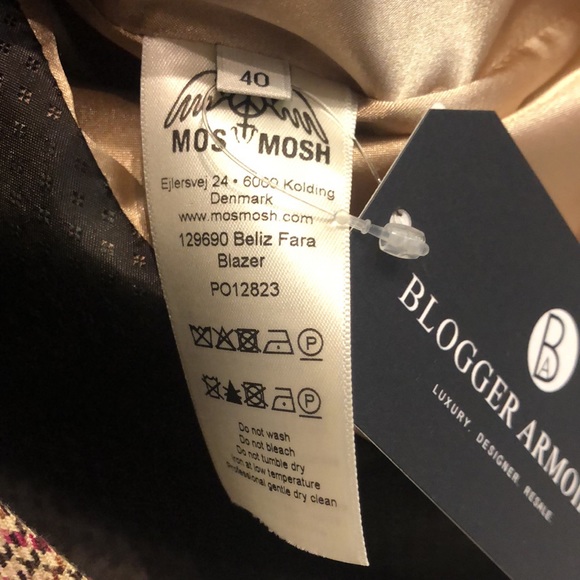 40
MOS MOSH
Ejlersvej 24 • 6000 Kolding
Denmark
www.mosmosh.com
129690 Beliz Fara
Blazer
PO12823
P
P
Do not wash
Do not bleach
Do not tumble dry
Iron at low temperature
Professional gentle dry clean
BA
BLOGGER ARMO
LUXURY. DESIGNER. RESALE.